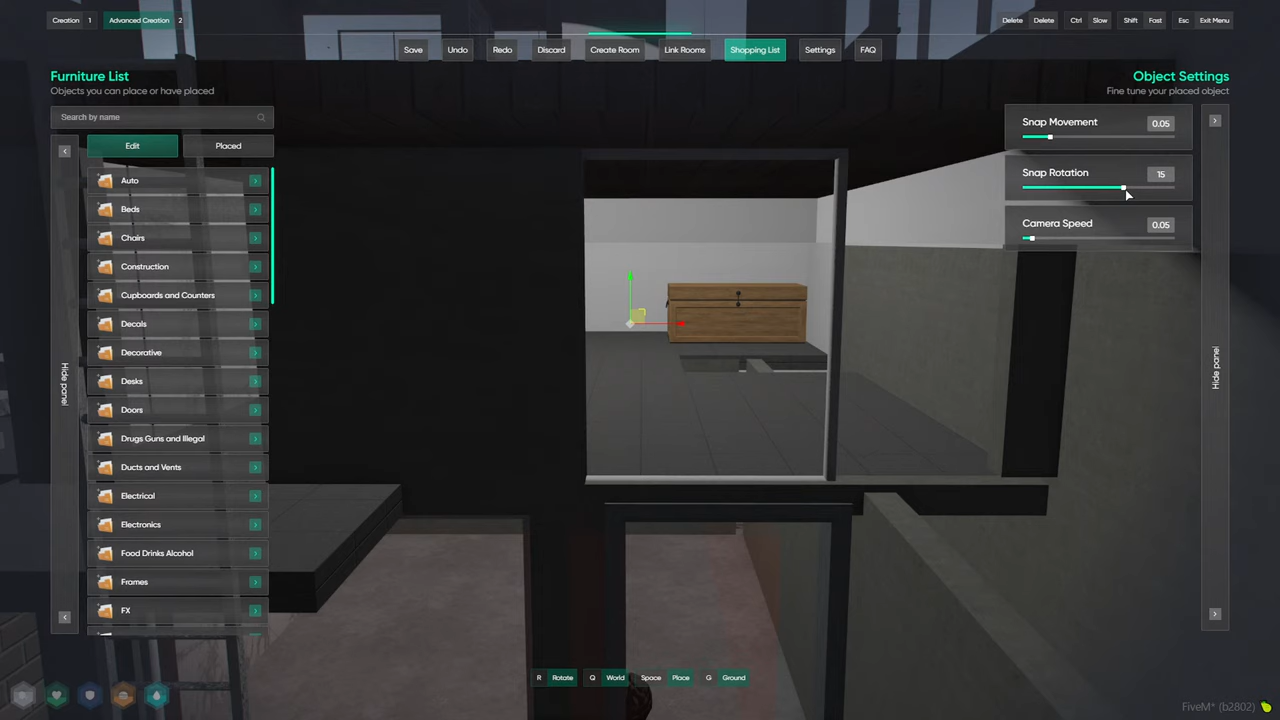 Creation 1 Advanced Creation 2
Delete Delete Ctrl Slow Shift Fast Esc Exit Menu
Save Undo Redo Discard Create Room Link Rooms Shopping List Settings FAQ
Furniture List
Objects you can place or have placed
Search by name
Edit Placed
Hide panel
Auto
Beds
Chairs
Construction
Cupboards and Counters
Decals
Decorative
Desks
Doors
Drugs Guns and Illegal
Ducts and Vents
Electrical
Electronics
Food Drinks Alcohol
Frames
FX
Object Settings
Fine tune your placed object
Snap Movement 0.05
Snap Rotation 15
Camera Speed 0.05
Hide panel
R Rotate Q World Space Place G Ground
FiveM* (b2802)